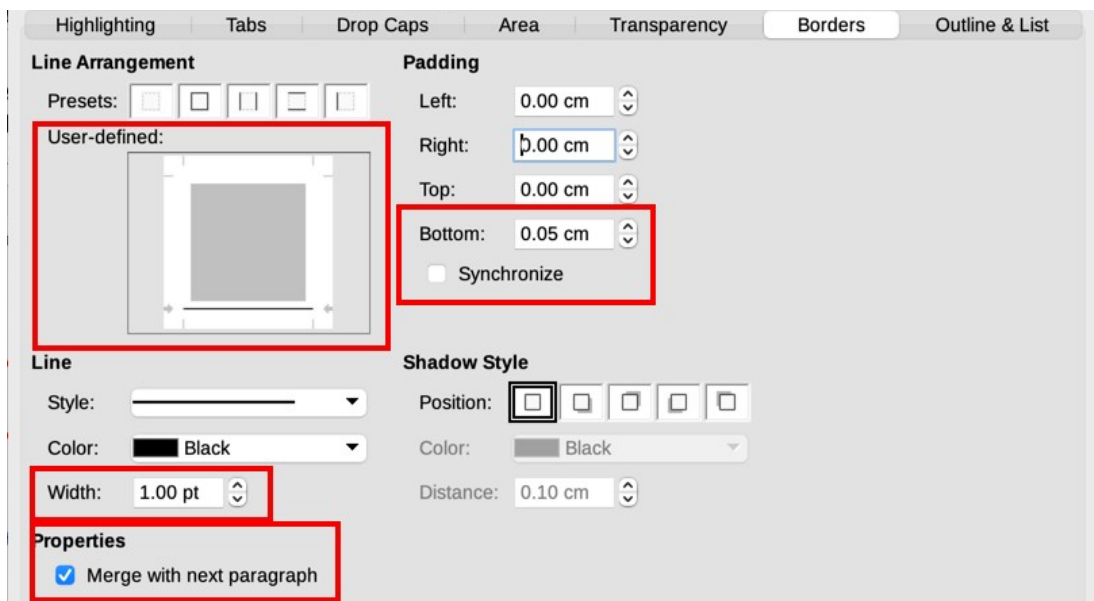 Highlighting Tabs Drop Caps Area Transparency Borders Outline & List
Line Arrangement
Presets:
User-defined:
Padding
Left: 0.00 cm
Right: 0.00 cm
Top: 0.00 cm
Bottom: 0.05 cm
Synchronize
Line
Style:
Color: Black
Width: 1.00 pt
Shadow Style
Position:
Color: Black
Distance: 0.10 cm
Properties
Merge with next paragraph